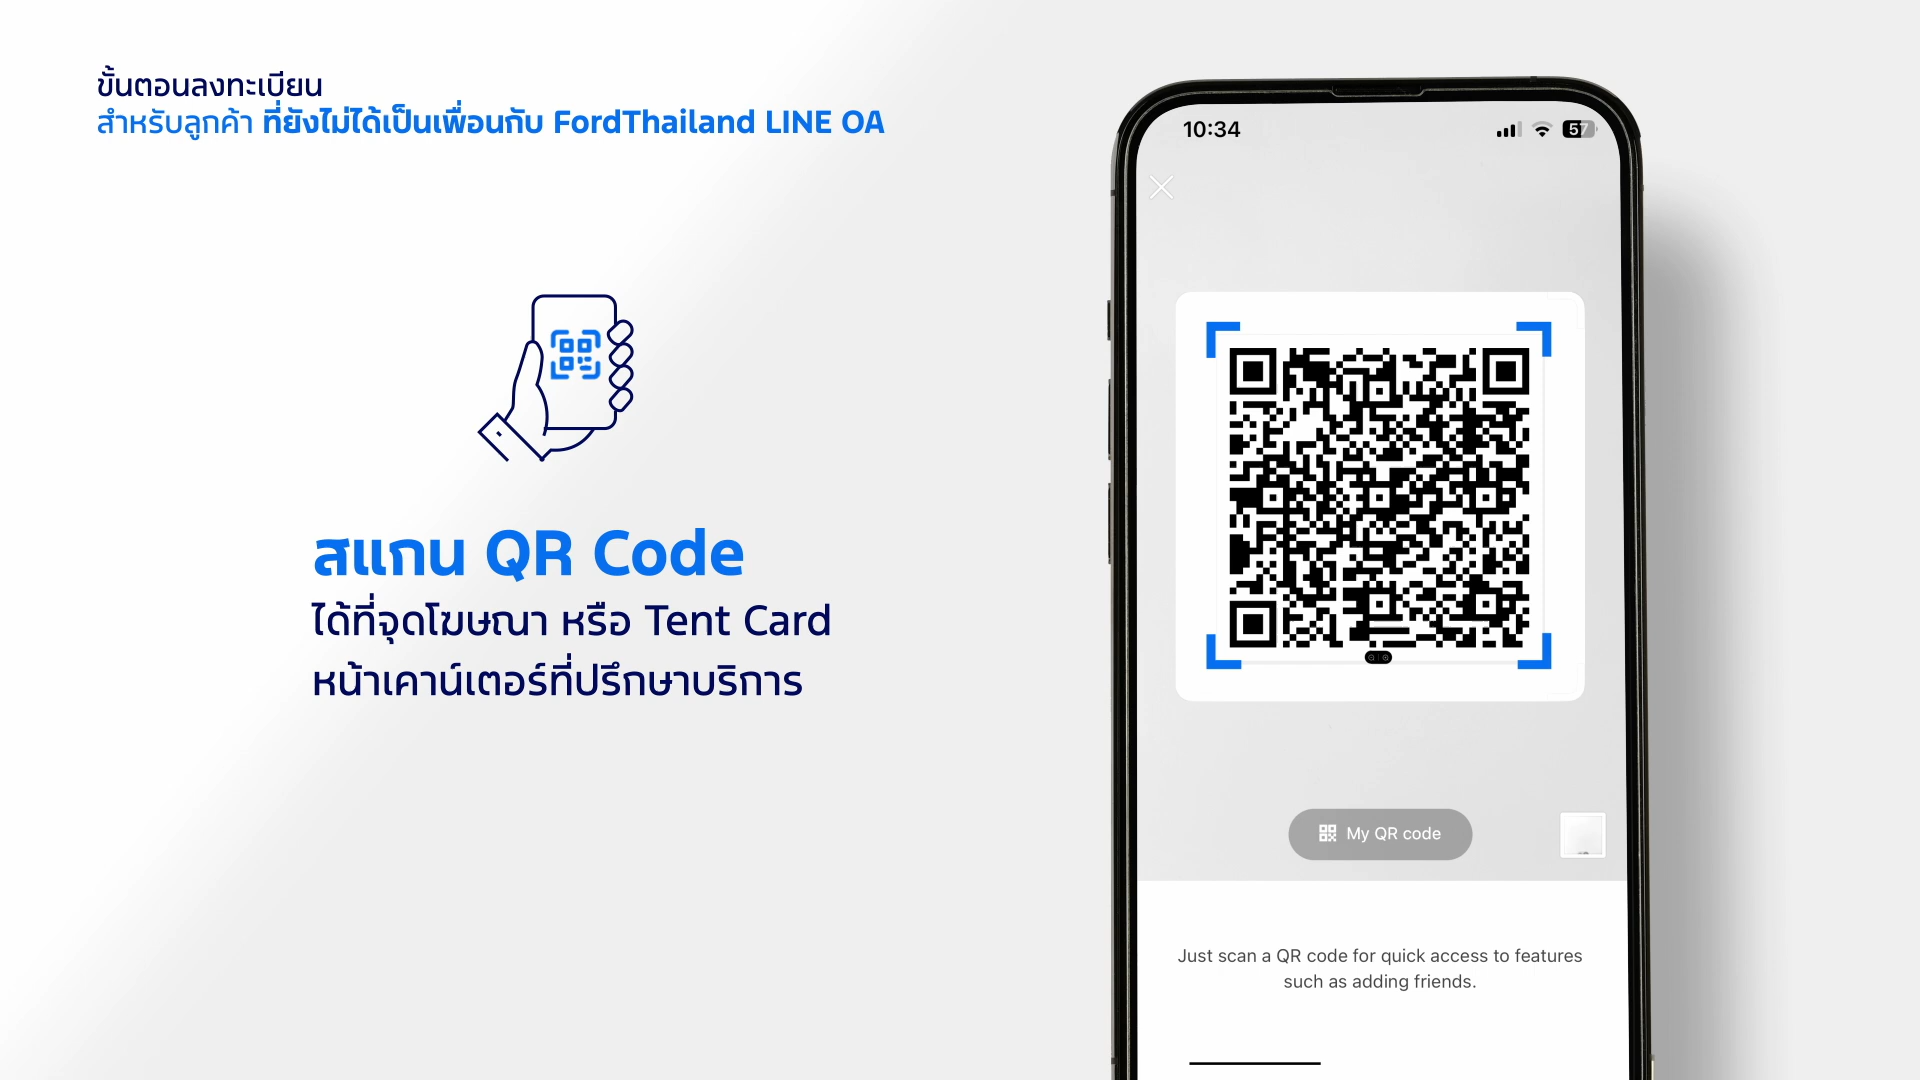 ขั้นตอนลงทะเบียน
สำหรับลูกค้า ที่ยังไม่ได้เป็นเพื่อนกับ FordThailand LINE OA
สแกน QR Code
ได้ที่จุดโฆษณา หรือ Tent Card
หน้าเคาน์เตอร์ที่ปรึกษาบริการ
10:34
57
My QR code
Just scan a QR code for quick access to features
such as adding friends.